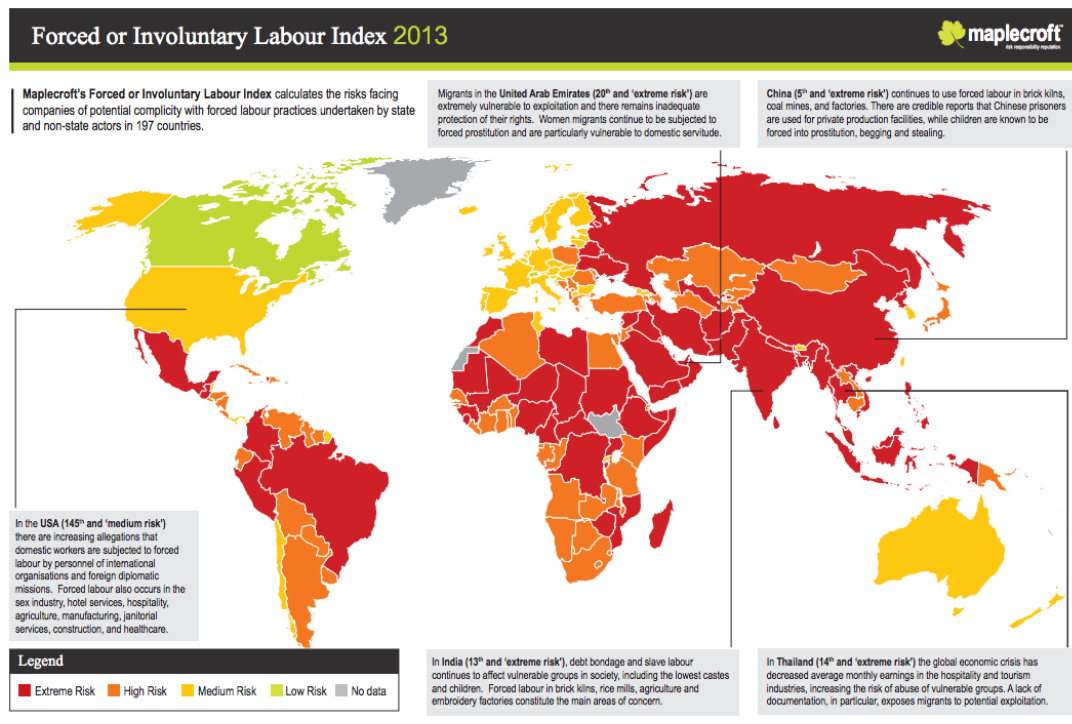 Forced or Involuntary Labour Index 2013
maplecroft™
risk responsibility reputation
Maplecroft's Forced or Involuntary Labour Index calculates the risks facing
companies of potential complicity with forced labour practices undertaken by state
and non-state actors in 197 countries.
Migrants in the United Arab Emirates (20th and 'extreme risk') are
extremely vulnerable to exploitation and there remains inadequate
protection of their rights. Women migrants continue to be subjected to
forced prostitution and are particularly vulnerable to domestic servitude.
China (5th and 'extreme risk') continues to use forced labour in brick kilns,
coal mines, and factories. There are credible reports that Chinese prisoners
are used for private production facilities, while children are known to be
forced into prostitution, begging and stealing.
In the USA (145th and 'medium risk')
there are increasing allegations that
domestic workers are subjected to forced
labour by personnel of international
organisations and foreign diplomatic
missions. Forced labour also occurs in the
sex industry, hotel services, hospitality,
agriculture, manufacturing, janitorial
services, construction, and healthcare.
Legend
Extreme Risk
High Risk
Medium Risk
Low Risk
No data
In India (13th and 'extreme risk'), debt bondage and slave labour
continues to affect vulnerable groups in society, including the lowest castes
and children. Forced labour in brick kilns, rice mills, agriculture and
embroidery factories constitute the main areas of concern.
In Thailand (14th and 'extreme risk') the global economic crisis has
decreased average monthly earnings in the hospitality and tourism
industries, increasing the risk of abuse of vulnerable groups. A lack of
documentation, in particular, exposes migrants to potential exploitation.